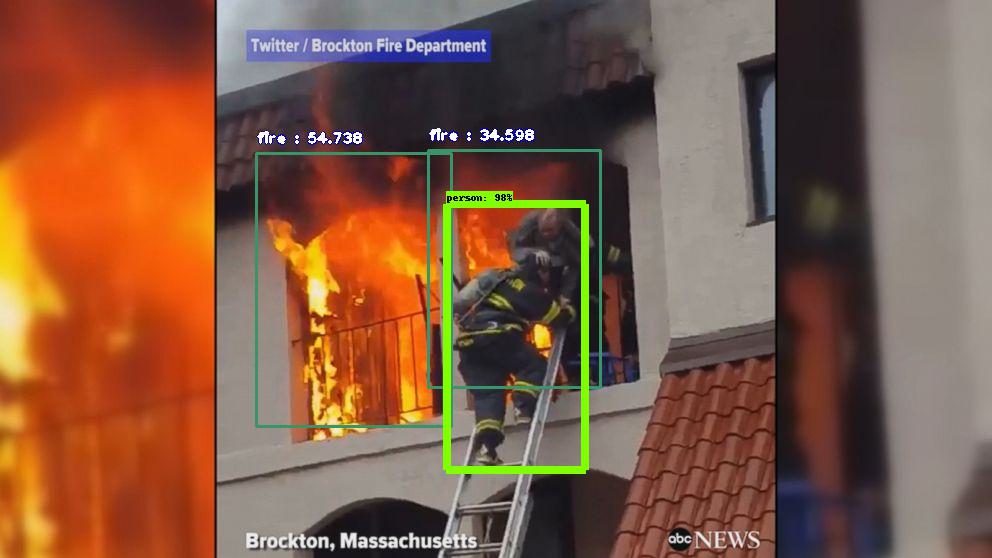 Twitter / Brockton Fire Department
fire : 54.738
fire : 34.598
person: 98%
Brockton, Massachusetts
abc NEWS